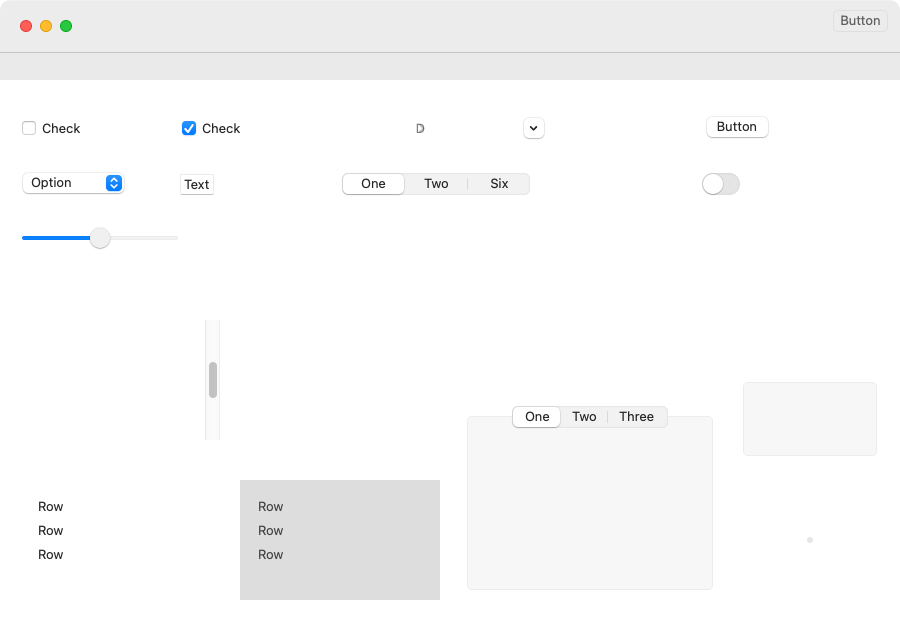 Button
Check
Check
D
Button
Option
Text
One Two Six
One Two Three
Row
Row
Row
Row
Row
Row